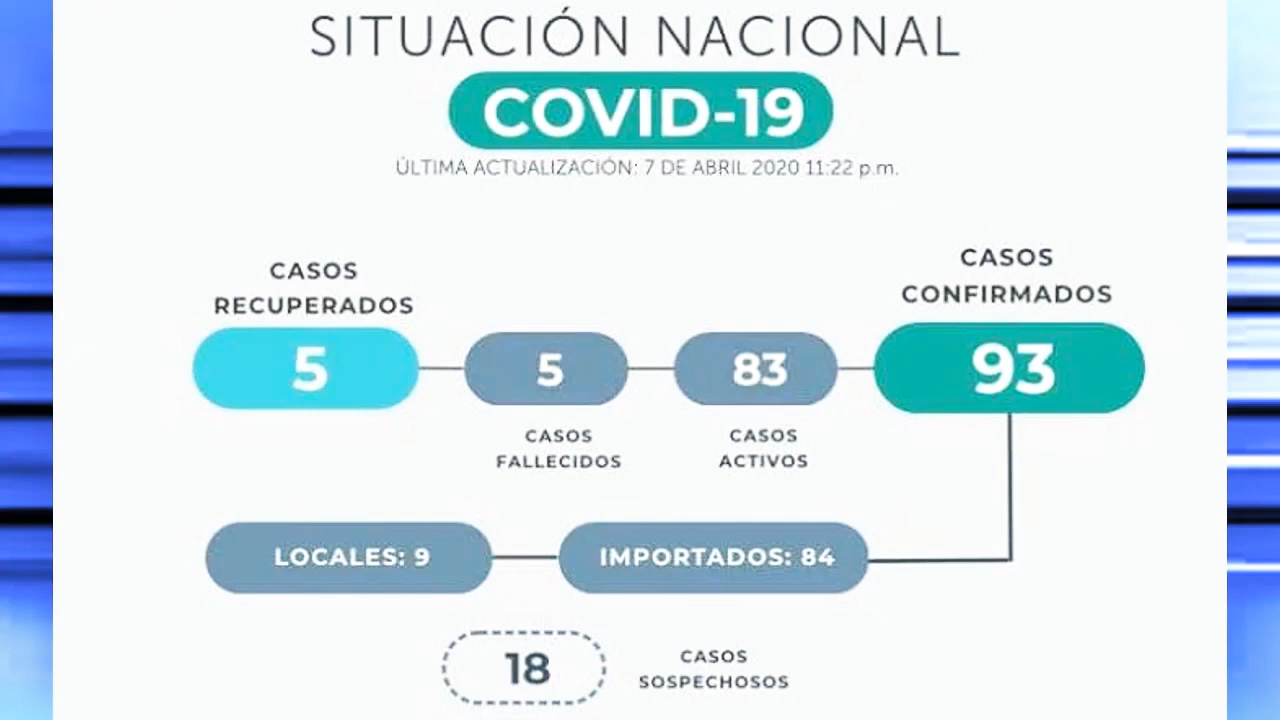 SITUACIÓN NACIONAL
COVID-19
ÚLTIMA ACTUALIZACIÓN: 7 DE ABRIL 2020 11:22 p.m.
CASOS
RECUPERADOS
5
5
CASOS
FALLECIDOS
83
CASOS
ACTIVOS
CASOS
CONFIRMADOS
93
LOCALES: 9
IMPORTADOS: 84
18
CASOS
SOSPECHOSOS